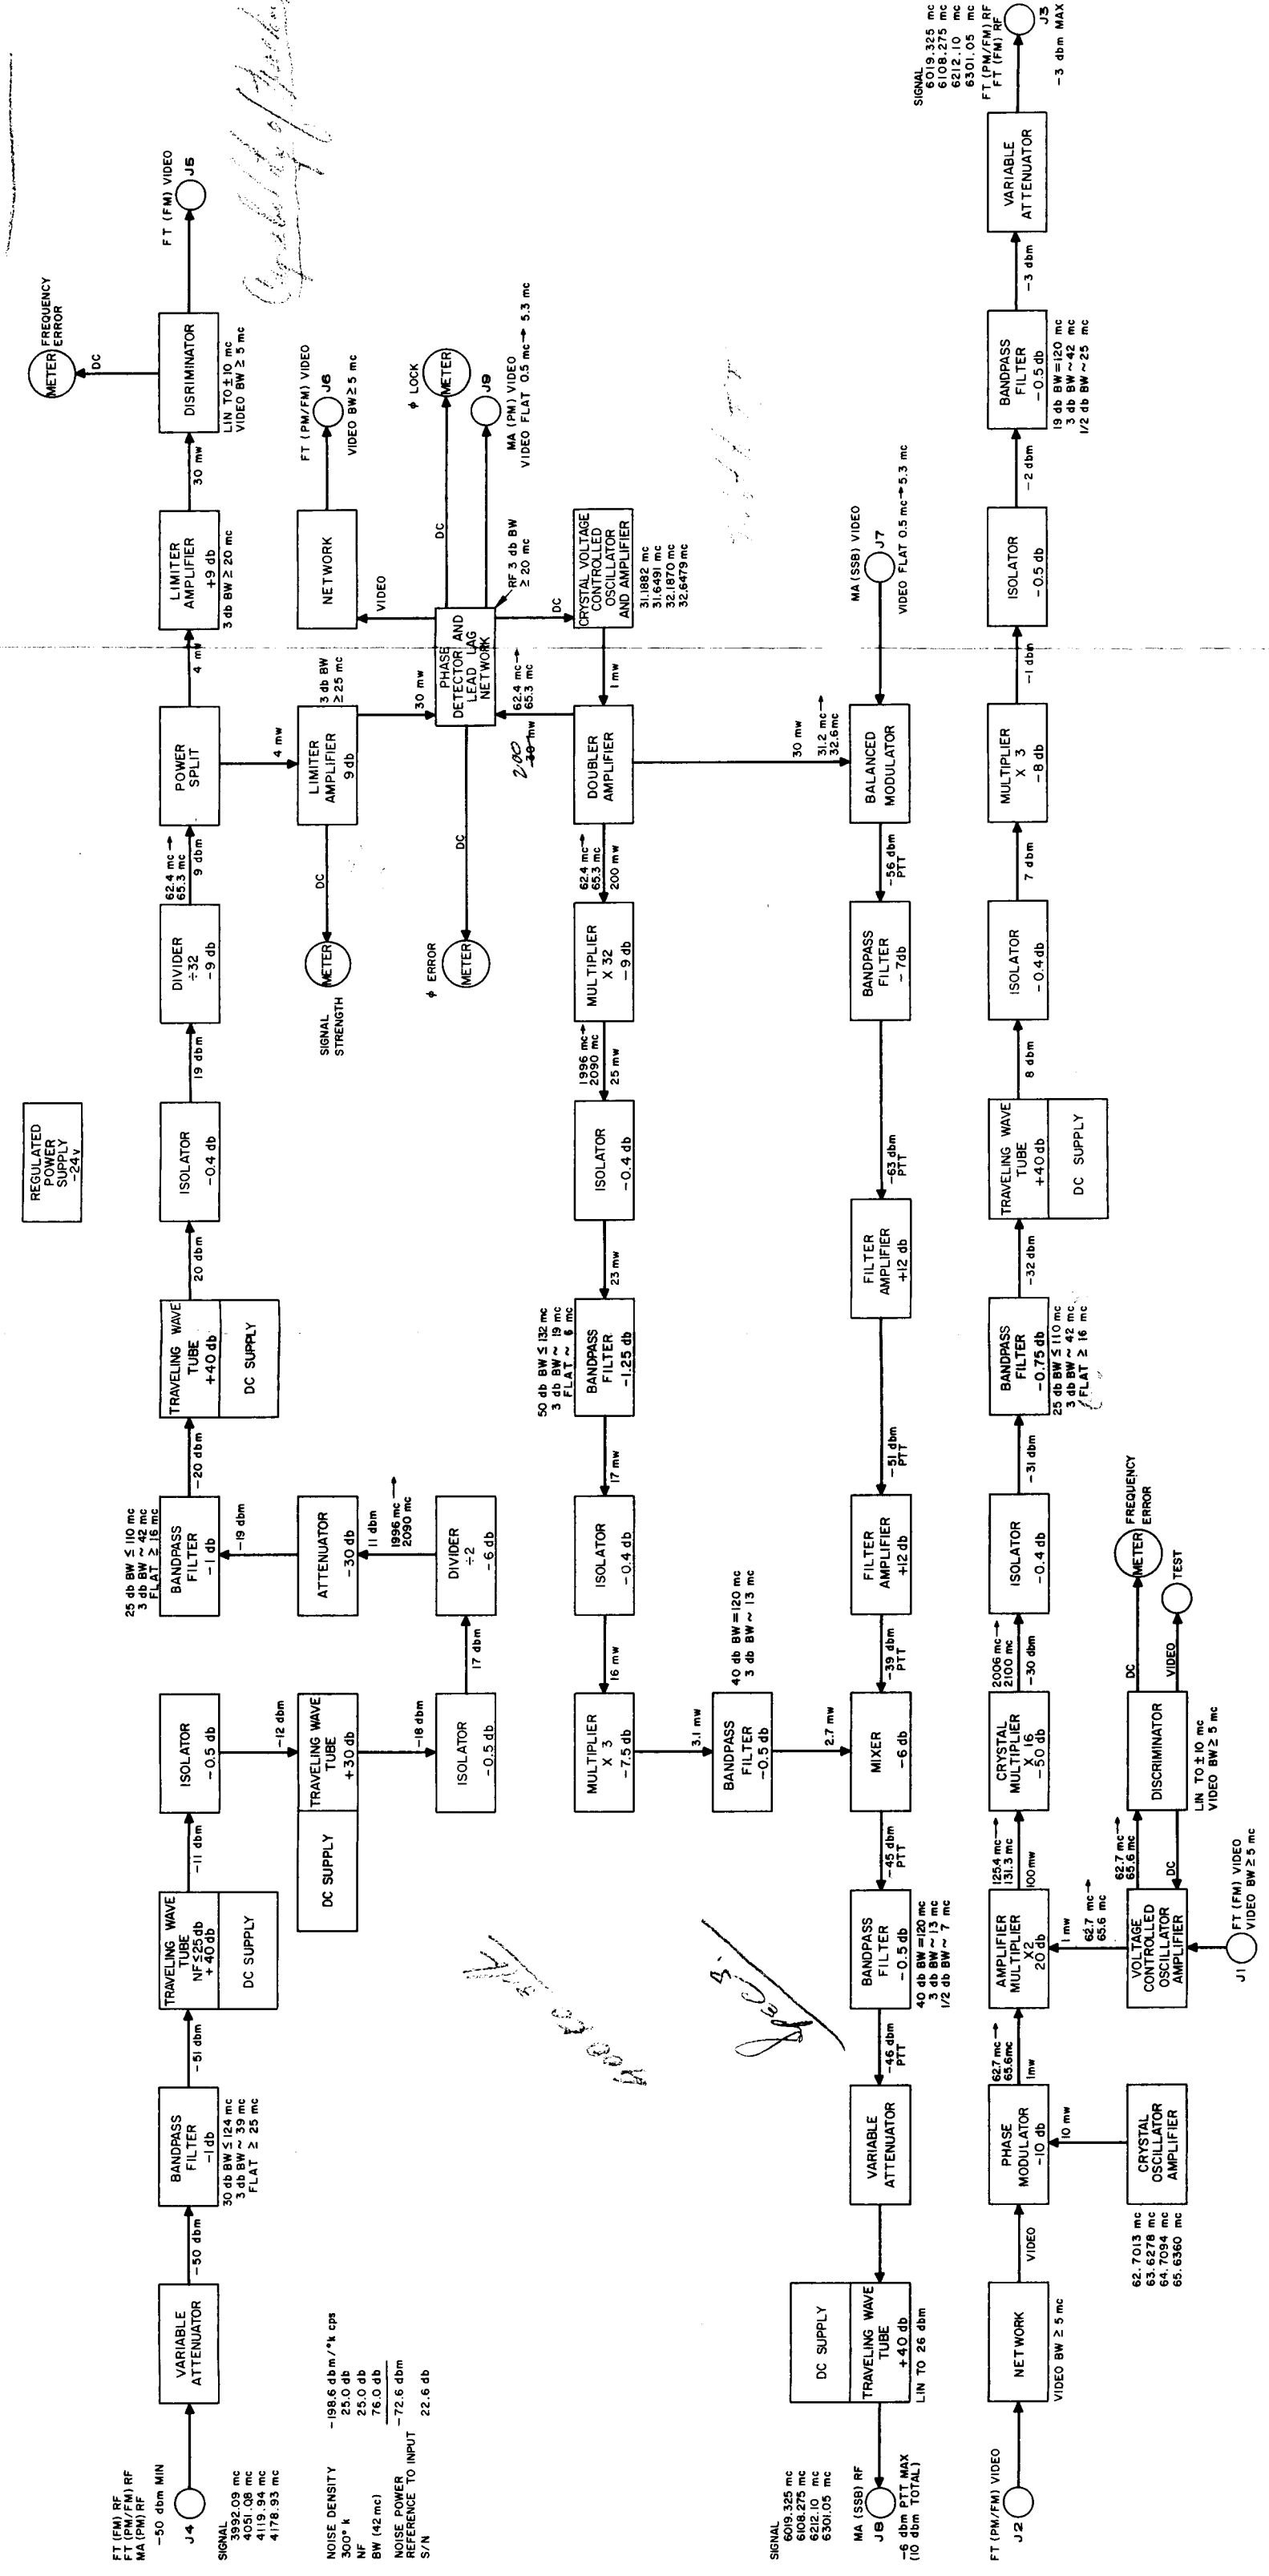 REGULATED
POWER
SUPPLY
-24v
METER
FREQUENCY
ERROR
DC
FT (FM) RF
FT (PM/FM) RF
MA (PM) RF
-50 dbm MIN
J4
SIGNAL
3992.09 mc
4051.08 mc
4119.94 mc
4178.93 mc
VARIABLE
ATTENUATOR
-50 dbm
BANDPASS
FILTER
-1db
30 db BW ≤ 124 mc
3 db BW ~ 39 mc
FLAT ≥ 25 mc
-51 dbm
TRAVELING WAVE
TUBE
NF≤25db
+40db
DC SUPPLY
-11 dbm
ISOLATOR
-0.5 db
-12 dbm
TRAVELING WAVE
TUBE
+30 db
DC SUPPLY
-18 dbm
ISOLATOR
-0.5 db
17 dbm
DIVIDER
÷2
-6 db
11 dbm
1996 mc→
2090 mc
ATTENUATOR
-30 db
-19 dbm
25 db BW ≤ 110 mc
3 db BW ~ 42 mc
FLAT ≥ 16 mc
BANDPASS
FILTER
-1 db
-20 dbm
TRAVELING WAVE
TUBE
+40 db
DC SUPPLY
20 dbm
ISOLATOR
-0.4 db
19 dbm
DIVIDER
÷32
-9 db
62.4 mc→
65.3 mc
9 dbm
POWER
SPLIT
4 mw
LIMITER
AMPLIFIER
+9 db
3 db BW ≥ 20 mc
30 mw
DISRIMINATOR
LIN TO ±10 mc
VIDEO BW ≥ 5 mc
FT (FM) VIDEO
J5
4 mw
LIMITER
AMPLIFIER
9 db
3 db BW
≥ 25 mc
DC
METER
SIGNAL
STRENGTH
30 mw
PHASE
DETECTOR AND
LEAD LAG
NETWORK
RF 3 db BW
≥ 20 mc
VIDEO
NETWORK
FT (PM/FM) VIDEO
J6
VIDEO BW≥ 5 mc
DC
ϕ LOCK
METER
J9
MA (PM) VIDEO
VIDEO FLAT 0.5 mc→ 5.3 mc
DC
ϕ ERROR
METER
DC
CRYSTAL VOLTAGE
CONTROLLED
OSCILLATOR
AND AMPLIFIER
31.1882 mc
31.6491 mc
32.1870 mc
32.6479 mc
1 mw
DOUBLER
AMPLIFIER
62.4 mc→
65.3 mc
30 mw
200
62.4 mc→
65.3 mc
200 mw
MULTIPLIER
X 32
-9 db
1996 mc→
2090 mc
25 mw
ISOLATOR
-0.4 db
23 mw
50 db BW ≤ 132 mc
3 db BW ~ 19 mc
FLAT ~ 6 mc
BANDPASS
FILTER
-1.25 db
17 mw
ISOLATOR
-0.4 db
16 mw
MULTIPLIER
X 3
-7.5 db
3.1 mw
BANDPASS
FILTER
-0.5 db
40 db BW = 120 mc
3 db BW ~ 13 mc
2.7 mw
30 mw
31.2 mc→
32.6mc
MA (SSB) VIDEO
J7
VIDEO FLAT 0.5 mc→5.3 mc
BALANCED
MODULATOR
-56 dbm
PTT
BANDPASS
FILTER
-7db
-63 dbm
PTT
FILTER
AMPLIFIER
+12 db
-51 dbm
PTT
FILTER
AMPLIFIER
+12 db
-39 dbm
PTT
MIXER
-6 db
-45 dbm
PTT
BANDPASS
FILTER
-0.5 db
40 db BW =120 mc
3 db BW ~ 13 mc
1/2 db BW ~ 7 mc
-46 dbm
PTT
VARIABLE
ATTENUATOR
DC SUPPLY
TRAVELING WAVE
TUBE
+40 db
LIN TO 26 dbm
SIGNAL
6019.325 mc
6108.275 mc
6212.10 mc
6301.05 mc
MA (SSB) RF
J8
-6 dbm PTT MAX
(10 dbm TOTAL)
NOISE DENSITY -198.6 dbm/°k cps
300° k 25.0 db
NF 25.0 db
BW (42 mc) 76.0 db
NOISE POWER -72.6 dbm
REFERENCE TO INPUT
S/N 22.6 db
Spec 3.
FT (PM/FM) VIDEO
J2
NETWORK
VIDEO BW ≥ 5 mc
VIDEO
PHASE
MODULATOR
-10 db
10 mw
CRYSTAL
OSCILLATOR
AMPLIFIER
62.7013 mc
63.6278 mc
64.7094 mc
65.6360 mc
62.7 mc→
65.6mc
1mw
AMPLIFIER
MULTIPLIER
X2
20 db
1 mw
62.7 mc→
65.6 mc
VOLTAGE
CONTROLLED
OSCILLATOR
AMPLIFIER
J1
FT (FM) VIDEO
VIDEO BW≥ 5 mc
62.7 mc→
65.6 mc
DC
DISCRIMINATOR
LIN TO ± 10 mc
VIDEO BW≥ 5 mc
DC
METER
FREQUENCY
ERROR
VIDEO
TEST
125.4 mc→
131.3 mc
100mw
CRYSTAL
MULTIPLIER
X 16
-50 db
2006 mc→
2100 mc
-30 dbm
ISOLATOR
-0.4 db
-31 dbm
BANDPASS
FILTER
-0.75 db
25 db BW ≤ 110 mc
3 db BW ~ 42 mc
FLAT ≥ 16 mc
-32 dbm
TRAVELING WAVE
TUBE
+40 db
DC SUPPLY
8 dbm
ISOLATOR
-0.4 db
7 dbm
MULTIPLIER
X 3
-8 db
-1 dbm
ISOLATOR
-0.5 db
-2 dbm
BANDPASS
FILTER
-0.5 db
19 db BW =120 mc
3 db BW ~42 mc
1/2 db BW ~ 25 mc
-3 dbm
VARIABLE
ATTENUATOR
SIGNAL
6019.325 mc
6108.275 mc
6212.10 mc
6301.05 mc
FT (PM/FM) RF
FT (FM) RF
J3
-3 dbm MAX